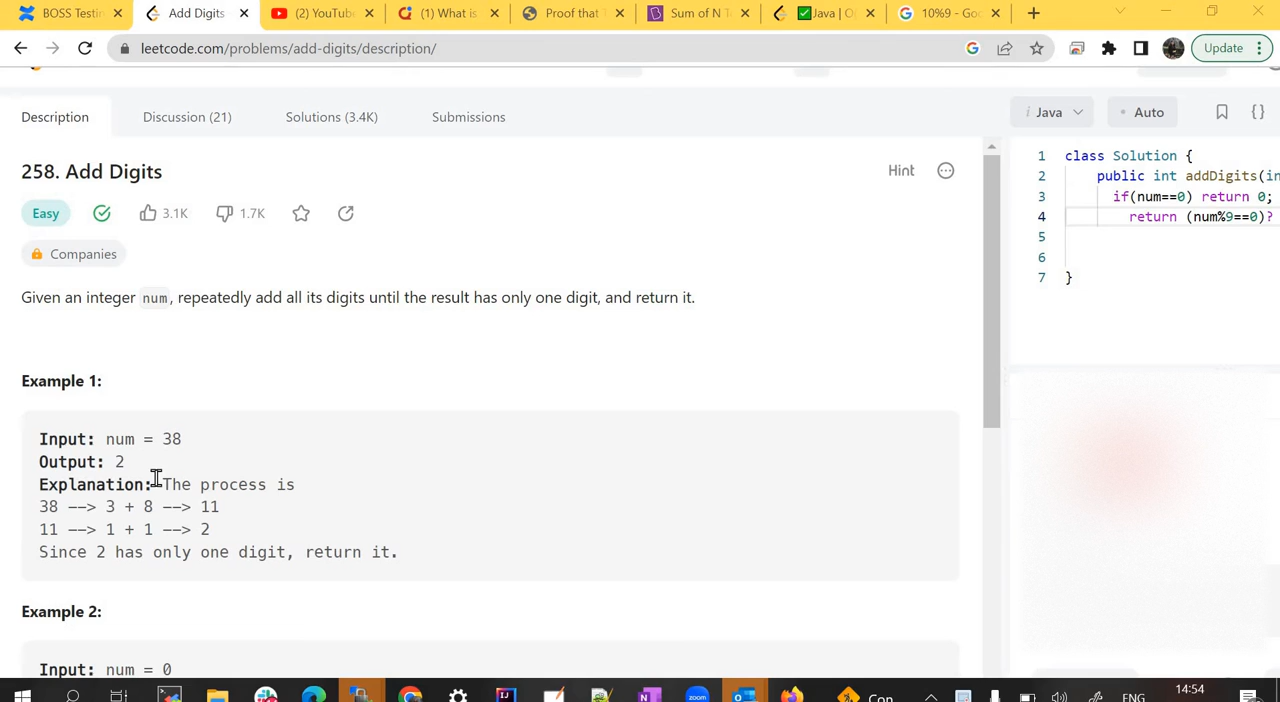 BOSS Testin
Add Digits
(2) YouTube
(1) What is
Proof that
Sum of N T
Java | O(
10%9 - Goo
leetcode.com/problems/add-digits/description/
Update
Description
Discussion (21)
Solutions (3.4K)
Submissions
i Java
Auto
{}
258. Add Digits
Hint
Easy
3.1K
1.7K
Companies
Given an integer num, repeatedly add all its digits until the result has only one digit, and return it.
Example 1:
Input: num = 38
Output: 2
Explanation: The process is
38 --> 3 + 8 --> 11
11 --> 1 + 1 --> 2
Since 2 has only one digit, return it.
Example 2:
Input: num = 0
1 class Solution {
2 public int addDigits(in
3 if(num==0) return 0;
4 return (num%9==0)?
5
6
7 }
Con
ENG
14:54